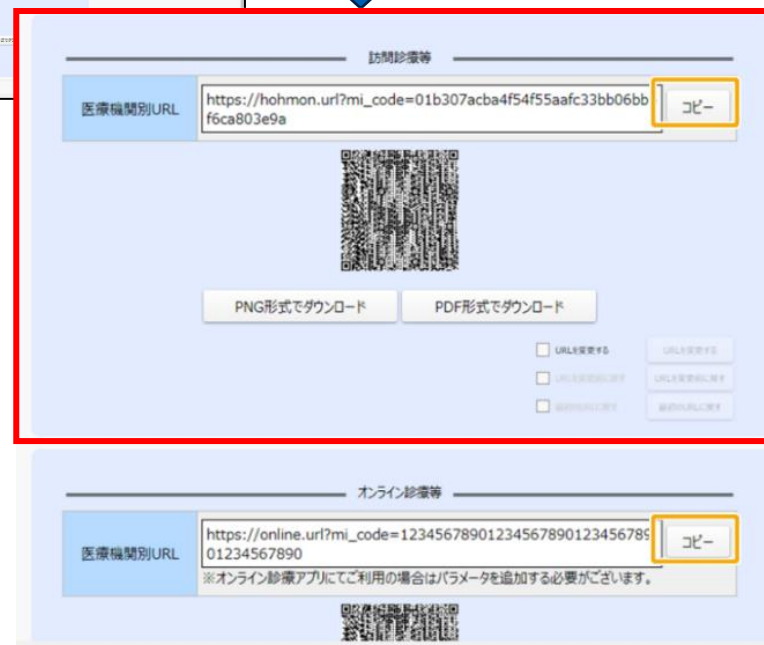 訪問診療等
医療機関別URL
https://hohmon.url?mi_code=01b307acba4f54f55aafc33bb06bb
f6ca803e9a
コピー
PNG形式でダウンロード
PDF形式でダウンロード
URLを変更する
URLを変更する
オンライン診療等
医療機関別URL
https://online.url?mi_code=12345678901234567890123456789
01234567890
コピー
※オンライン診療アプリにてご利用の場合はパラメータを追加する必要がございます。